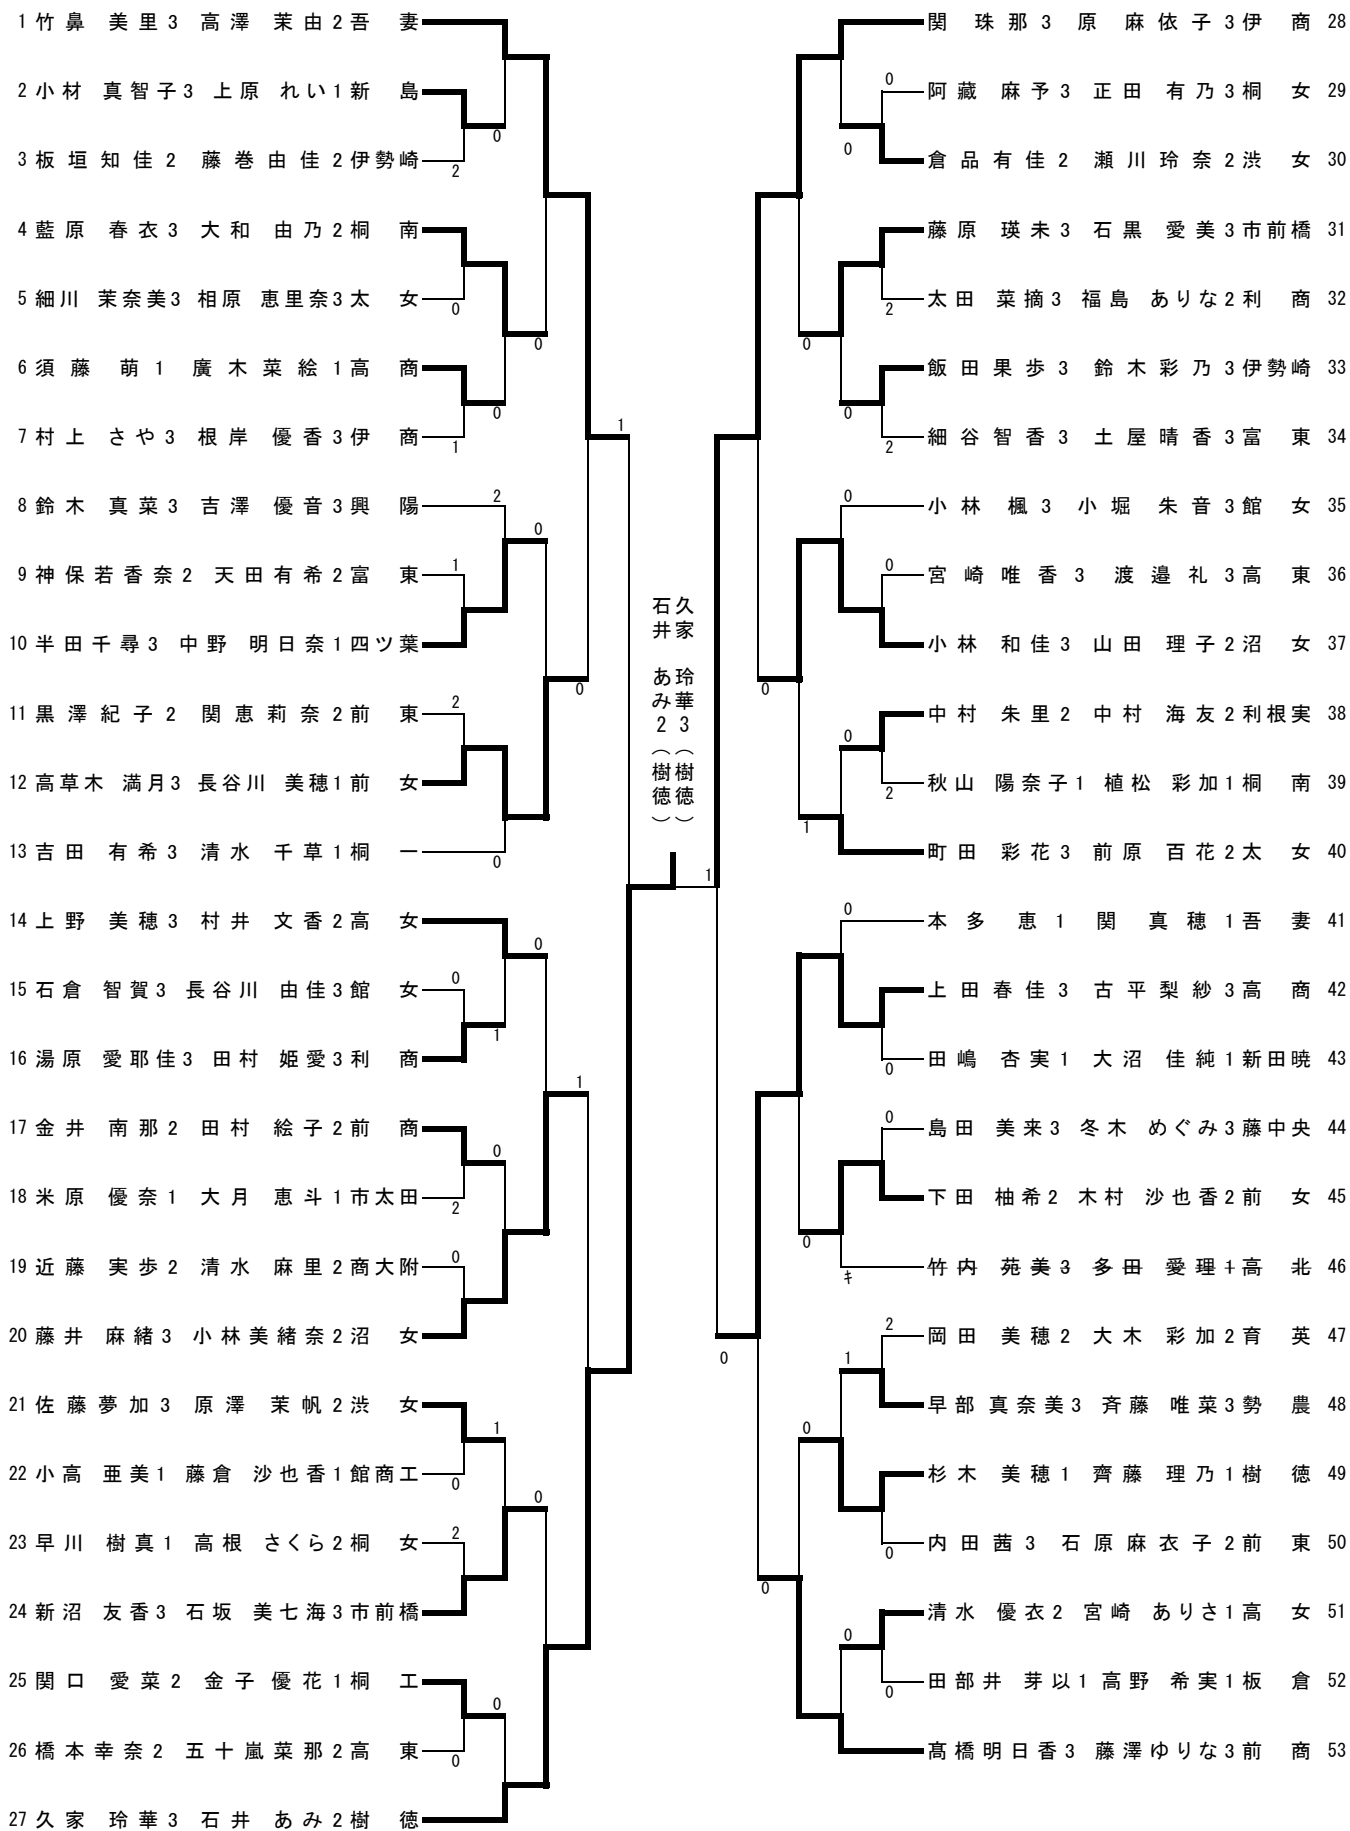 1 竹鼻 美里3 高澤 茉由2 吾妻
2 小材 真智子3 上原 れい1 新島
0
3 板垣知佳2 藤巻由佳2 伊勢崎
2
4 藍原 春衣3 大和 由乃2 桐南
5 細川 茉奈美3 相原 恵里奈3 太女
0
0
6 須藤 萌1 廣木菜絵1 高商
0
7 村上 さや3 根岸 優香3 伊商
1
1
8 鈴木 真菜3 吉澤 優音3 興陽
2
0
9 神保若香奈2 天田有希2 富東
1
10 半田千尋3 中野 明日奈1 四ツ葉
0
11 黒澤紀子2 関恵莉奈2 前東
2
12 高草木 満月3 長谷川 美穂1 前女
13 吉田 有希3 清水 千草1 桐一
0
14 上野 美穂3 村井 文香2 高女
0
15 石倉 智賀3 長谷川 由佳3 館女
0
1
16 湯原 愛耶佳3 田村 姫愛3 利商
1
17 金井 南那2 田村 絵子2 前商
0
18 米原 優奈1 大月 恵斗1 市太田
2
19 近藤 実歩2 清水 麻里2 商大附
0
20 藤井 麻緒3 小林美緒奈2 沼女
21 佐藤夢加3 原澤 茉帆2 渋女
1
22 小高 亜美1 藤倉 沙也香1 館商工
0
0
23 早川 樹真1 高根 さくら2 桐女
2
24 新沼 友香3 石坂 美七海3 市前橋
25 関口 愛菜2 金子 優花1 桐工
0
26 橋本幸奈2 五十嵐菜那2 高東
0
27 久家 玲華3 石井 あみ2 樹徳
久家 玲華3(樹徳)
石井 あみ2(樹徳)
1
関 珠那3 原 麻依子3 伊商 28
0
阿藏 麻予3 正田 有乃3 桐女 29
0
倉品有佳2 瀬川玲奈2 渋女 30
藤原 瑛未3 石黒 愛美3 市前橋 31
太田 菜摘3 福島 ありな2 利商 32
2
0
飯田果歩3 鈴木彩乃3 伊勢崎 33
0
細谷智香3 土屋晴香3 富東 34
2
0
小林 楓3 小堀 朱音3 館女 35
0
宮崎唯香3 渡邉礼3 高東 36
小林 和佳3 山田 理子2 沼女 37
0
中村 朱里2 中村 海友2 利根実 38
0
秋山 陽奈子1 植松 彩加1 桐南 39
2
1
町田 彩花3 前原 百花2 太女 40
0
本多 恵1 関 真穂1 吾妻 41
上田春佳3 古平梨紗3 高商 42
田嶋 杏実1 大沼 佳純1 新田暁 43
0
0
島田 美来3 冬木 めぐみ3 藤中央 44
下田 柚希2 木村 沙也香2 前女 45
0
竹内 苑美3 多田 愛理1 高北 46
キ
2
岡田 美穂2 大木 彩加2 育英 47
0
1
早部 真奈美3 斉藤 唯菜3 勢農 48
0
杉木 美穂1 齊藤 理乃1 樹徳 49
内田茜3 石原麻衣子2 前東 50
0
0
清水 優衣2 宮崎 ありさ1 高女 51
0
田部井 芽以1 高野 希実1 板倉 52
0
髙橋明日香3 藤澤ゆりな3 前商 53